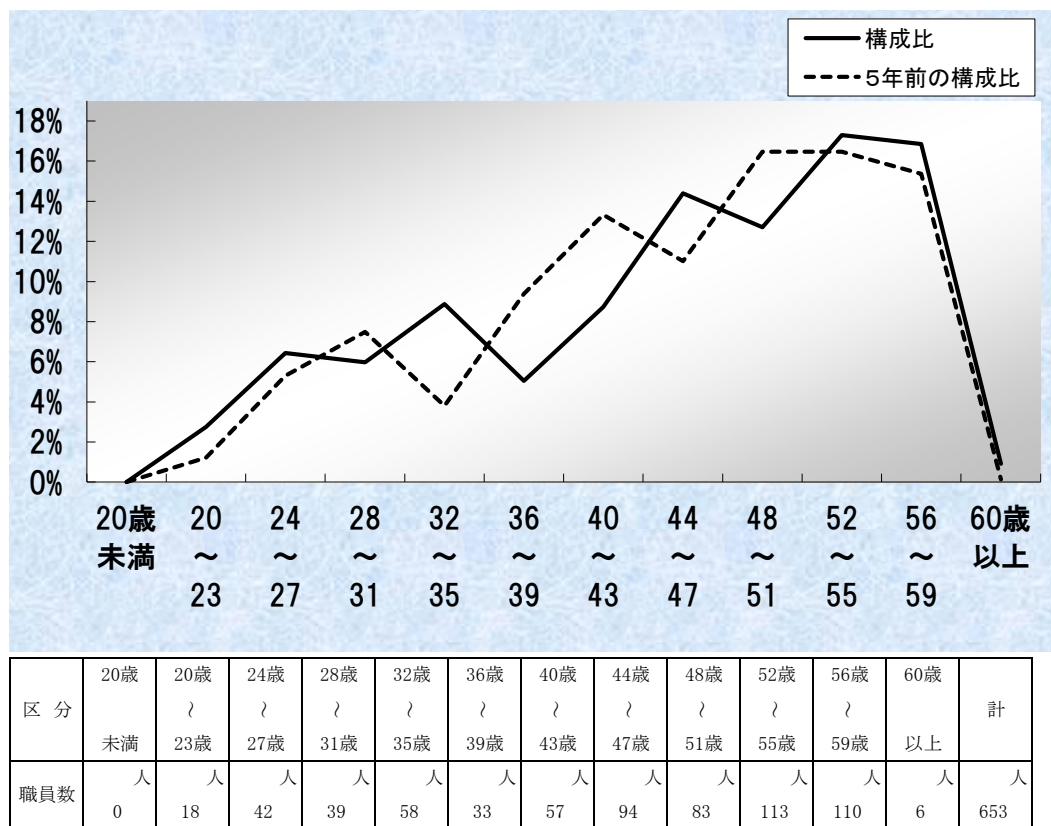 構成比
5年前の構成比
18%
16%
14%
12%
10%
8%
6%
4%
2%
0%
20歳 20 24 28 32 36 40 44 48 52 56 60歳
未満 ～ ～ ～ ～ ～ ～ ～ ～ ～ ～ 以上
23 27 31 35 39 43 47 51 55 59
20歳 20歳 24歳 28歳 32歳 36歳 40歳 44歳 48歳 52歳 56歳 60歳
区 分 ～ ～ ～ ～ ～ ～ ～ ～ ～ ～ 計
未満 23歳 27歳 31歳 35歳 39歳 43歳 47歳 51歳 55歳 59歳 以上
職員数 人 人 人 人 人 人 人 人 人 人 人 人 人
0 18 42 39 58 33 57 94 83 113 110 6 653